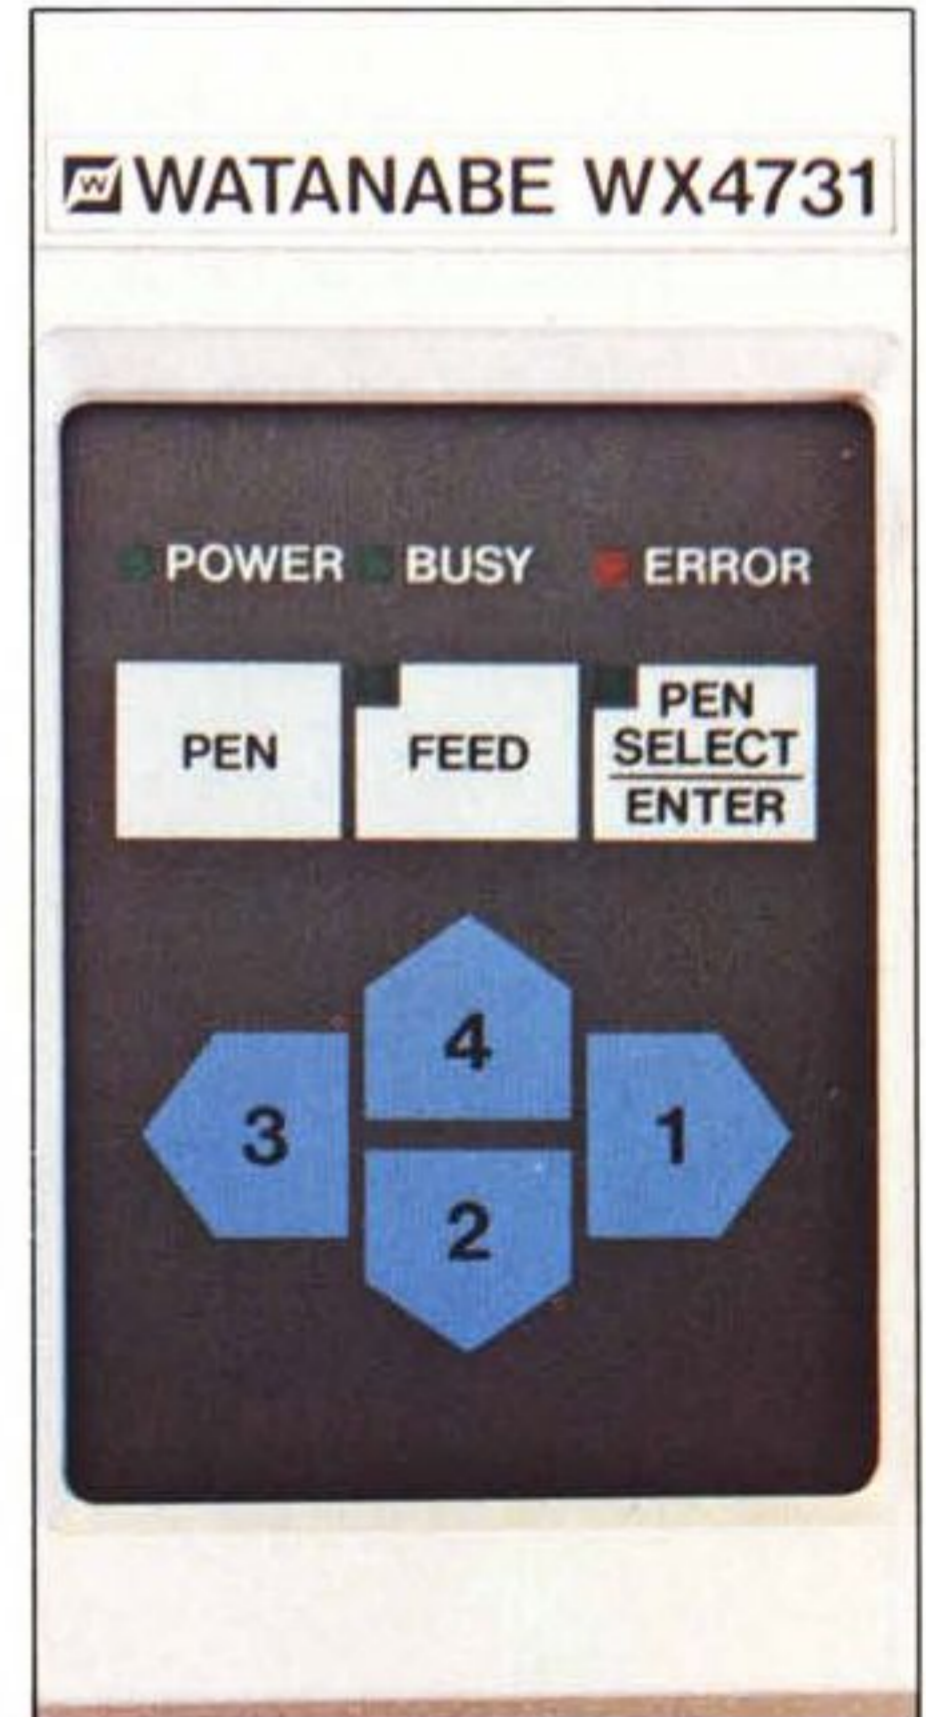 W WATANABE WX4731
POWER BUSY ERROR
PEN
FEED
PEN
SELECT
ENTER
4
3
1
2